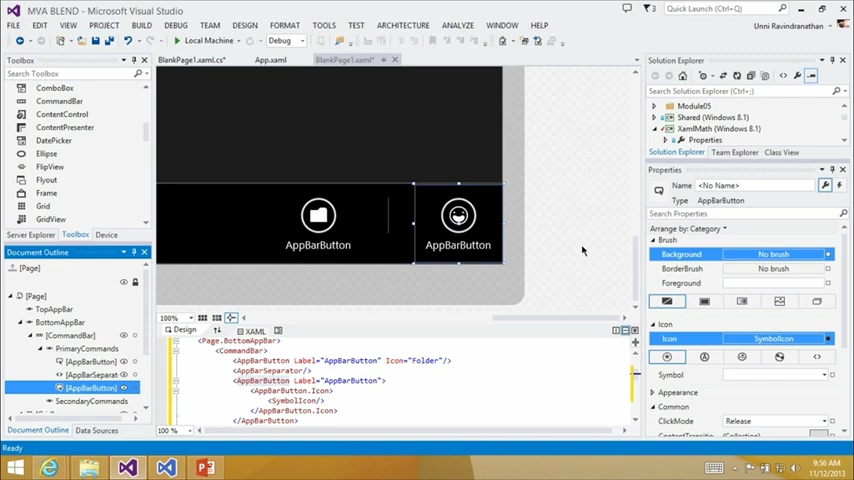 MVA BLEND - Microsoft Visual Studio
3
Quick Launch (Ctrl+Q)
FILE EDIT VIEW PROJECT BUILD DEBUG TEAM DESIGN FORMAT TOOLS TEST ARCHITECTURE ANALYZE WINDOW HELP
Unni Ravindranathan
Local Machine
Debug
Toolbox
Search Toolbox
ComboBox
CommandBar
ContentControl
ContentPresenter
DatePicker
Ellipse
FlipView
Flyout
Frame
Grid
GridView
Server Explorer Toolbox Device
Document Outline
[Page]
[Page]
TopAppBar
BottomAppBar
[CommandBar]
PrimaryCommands
[AppBarButton]
[AppBarSeparat
[AppBarButton]
SecondaryCommands
Document Outline Data Sources
BlankPage1.xaml.cs* App.xaml BlankPage1.xaml*
AppBarButton AppBarButton
100%
Design XAML
<Page.BottomAppBar>
<CommandBar>
<AppBarButton Label="AppBarButton" Icon="Folder"/>
<AppBarSeparator/>
<AppBarButton Label="AppBarButton">
<AppBarButton.Icon>
<SymbolIcon/>
</AppBarButton.Icon>
</AppBarButton>
100 %
Solution Explorer
Search Solution Explorer (Ctrl+;)
Module05
Shared (Windows 8.1)
XamlMath (Windows 8.1)
Properties
Solution Explorer Team Explorer Class View
Properties
Name <No Name>
Type AppBarButton
Search Properties
Arrange by: Category
Brush
Background No brush
BorderBrush No brush
Foreground
Icon
Icon SymbolIcon
Symbol
Appearance
Common
ClickMode Release
ContentTransitio (Collection)
Ready
9:56 AM
11/12/2013